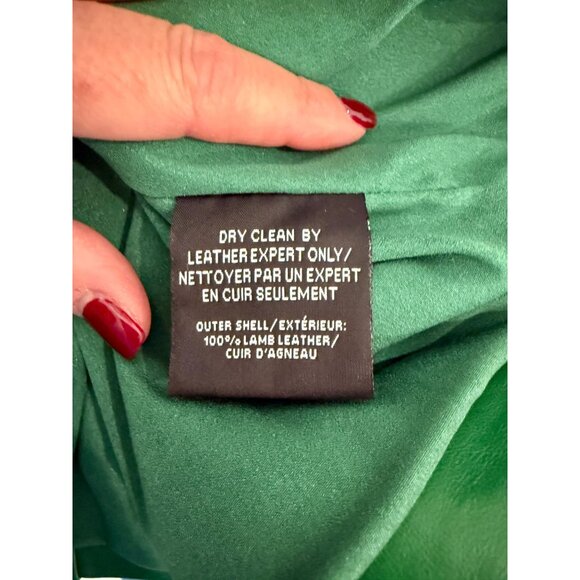 DRY CLEAN BY
LEATHER EXPERT ONLY/
NETTOYER PAR UN EXPERT
EN CUIR SEULEMENT
OUTER SHELL/EXTÉRIEUR:
100% LAMB LEATHER/
CUIR D'AGNEAU